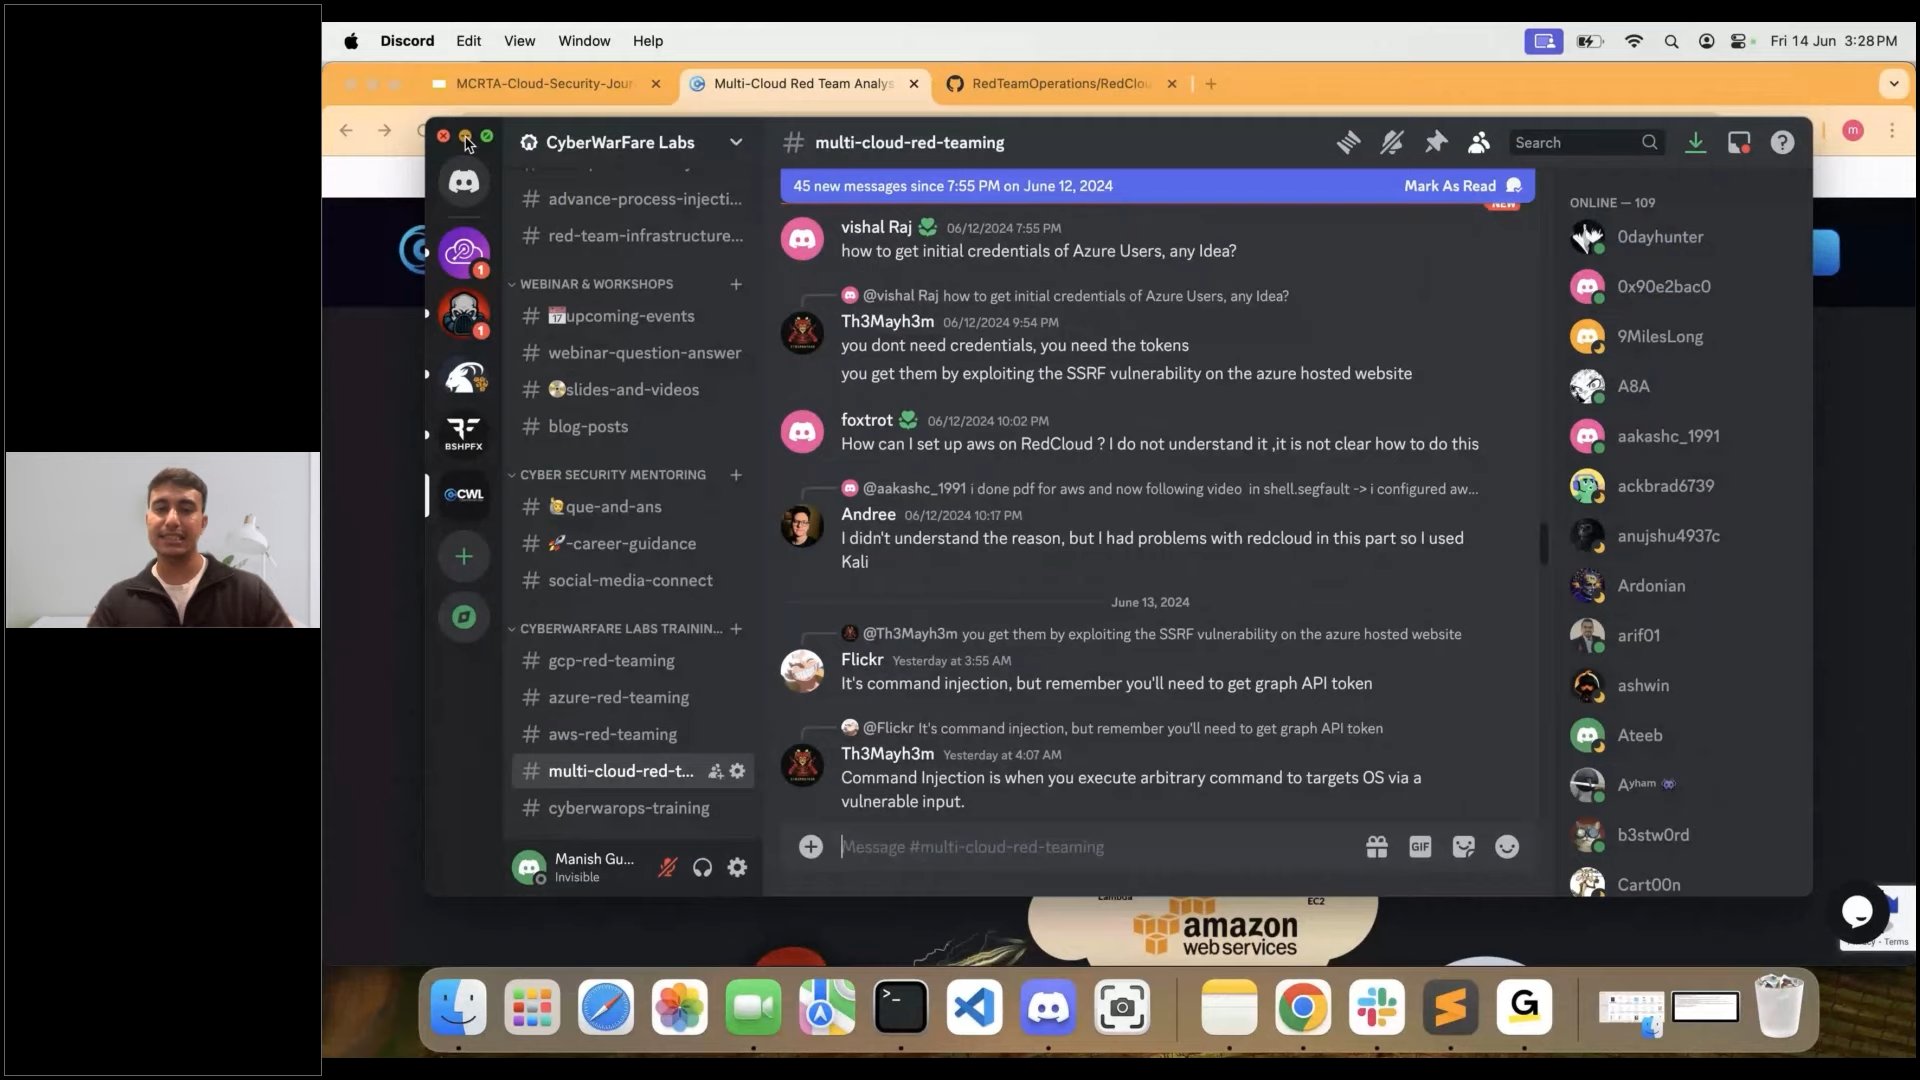 Discord Edit View Window Help
Fri 14 Jun 3:28 PM
MCRTA-Cloud-Security-Jour
Multi-Cloud Red Team Analys
RedTeamOperations/RedClou
m
CyberWarFare Labs
advance-process-injecti...
red-team-infrastructure...
WEBINAR & WORKSHOPS
17
upcoming-events
webinar-question-answer
slides-and-videos
blog-posts
CYBER SECURITY MENTORING
que-and-ans
-career-guidance
social-media-connect
CYBERWARFARE LABS TRAININ...
gcp-red-teaming
azure-red-teaming
aws-red-teaming
multi-cloud-red-t...
cyberwarops-training
1
1
BSHPFX
CWL
Manish Gu...
Invisible
# multi-cloud-red-teaming
Search
45 new messages since 7:55 PM on June 12, 2024
Mark As Read
NEW
vishal Raj 06/12/2024 7:55 PM
how to get initial credentials of Azure Users, any Idea?
@vishal Raj how to get initial credentials of Azure Users, any Idea?
Th3Mayh3m 06/12/2024 9:54 PM
you dont need credentials, you need the tokens
you get them by exploiting the SSRF vulnerability on the azure hosted website
foxtrot 06/12/2024 10:02 PM
How can I set up aws on RedCloud ? I do not understand it ,it is not clear how to do this
@aakashc_1991 i done pdf for aws and now following video in shell.segfault -> i configured aw...
Andree 06/12/2024 10:17 PM
I didn't understand the reason, but I had problems with redcloud in this part so I used
Kali
June 13, 2024
@Th3Mayh3m you get them by exploiting the SSRF vulnerability on the azure hosted website
Flickr Yesterday at 3:55 AM
It's command injection, but remember you'll need to get graph API token
@Flickr It's command injection, but remember you'll need to get graph API token
Th3Mayh3m Yesterday at 4:07 AM
Command Injection is when you execute arbitrary command to targets OS via a
vulnerable input.
Message #multi-cloud-red-teaming
GIF
ONLINE — 109
0dayhunter
0x90e2bac0
9MilesLong
A8A
aakashc_1991
ackbrad6739
anujshu4937c
Ardonian
arif01
ashwin
Ateeb
Ayham
b3stw0rd
Cart00n
Lambda
EC2
amazon
web services
- Terms